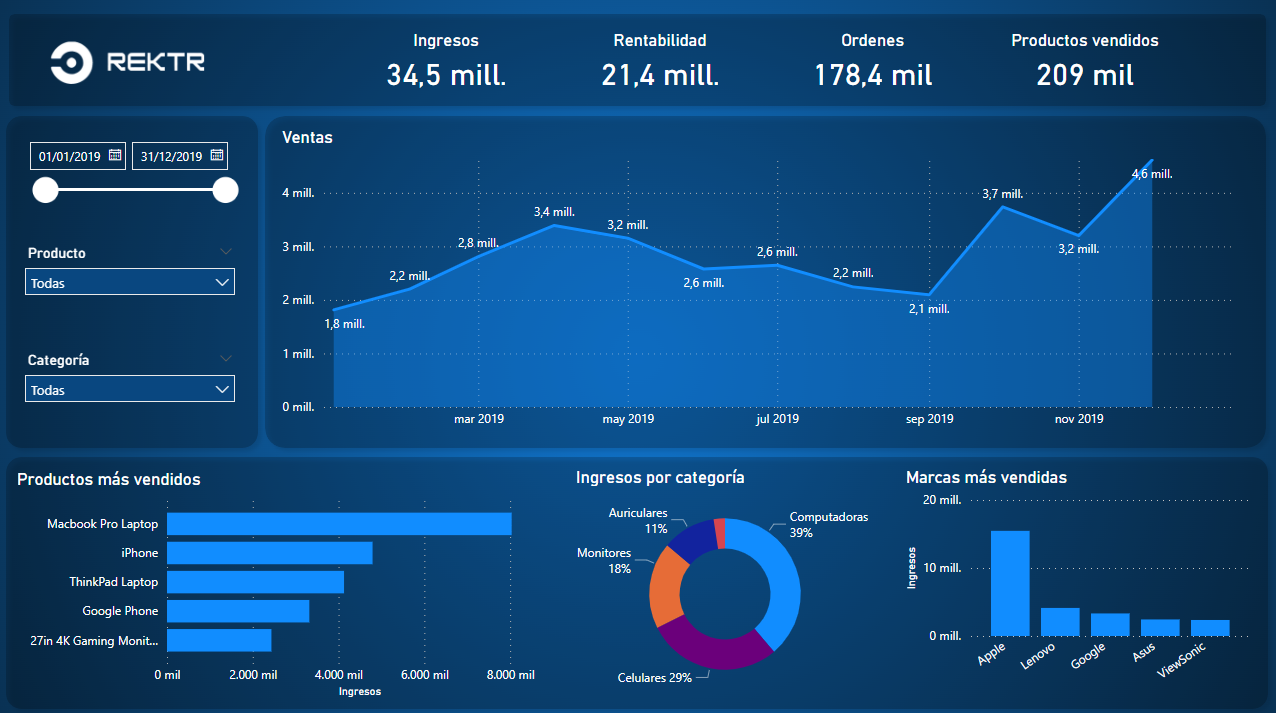 REKTR
Ingresos
34,5 mill.
Rentabilidad
21,4 mill.
Ordenes
178,4 mil
Productos vendidos
209 mil
01/01/2019
31/12/2019
Producto
Todas
Categoría
Todas
Ventas
4 mill.
3 mill.
2 mill.
1 mill.
0 mill.
1,8 mill.
2,2 mill.
2,8 mill.
3,4 mill.
3,2 mill.
2,6 mill.
2,6 mill.
2,2 mill.
2,1 mill.
3,7 mill.
3,2 mill.
4,6 mill.
mar 2019
may 2019
jul 2019
sep 2019
nov 2019
Productos más vendidos
Macbook Pro Laptop
iPhone
ThinkPad Laptop
Google Phone
27in 4K Gaming Monit...
0 mil
2.000 mil
4.000 mil
6.000 mil
8.000 mil
Ingresos
Ingresos por categoría
Auriculares
11%
Computadoras
39%
Monitores
18%
Celulares 29%
Marcas más vendidas
20 mill.
10 mill.
0 mill.
Ingresos
Apple
Lenovo
Google
Asus
ViewSonic